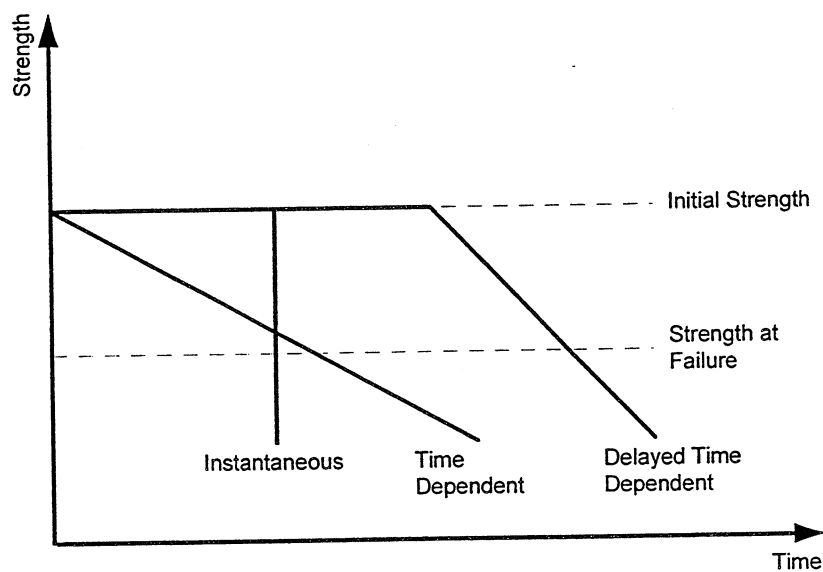 Strength
Initial Strength
Strength at
Failure
Instantaneous
Time
Dependent
Delayed Time
Dependent
Time